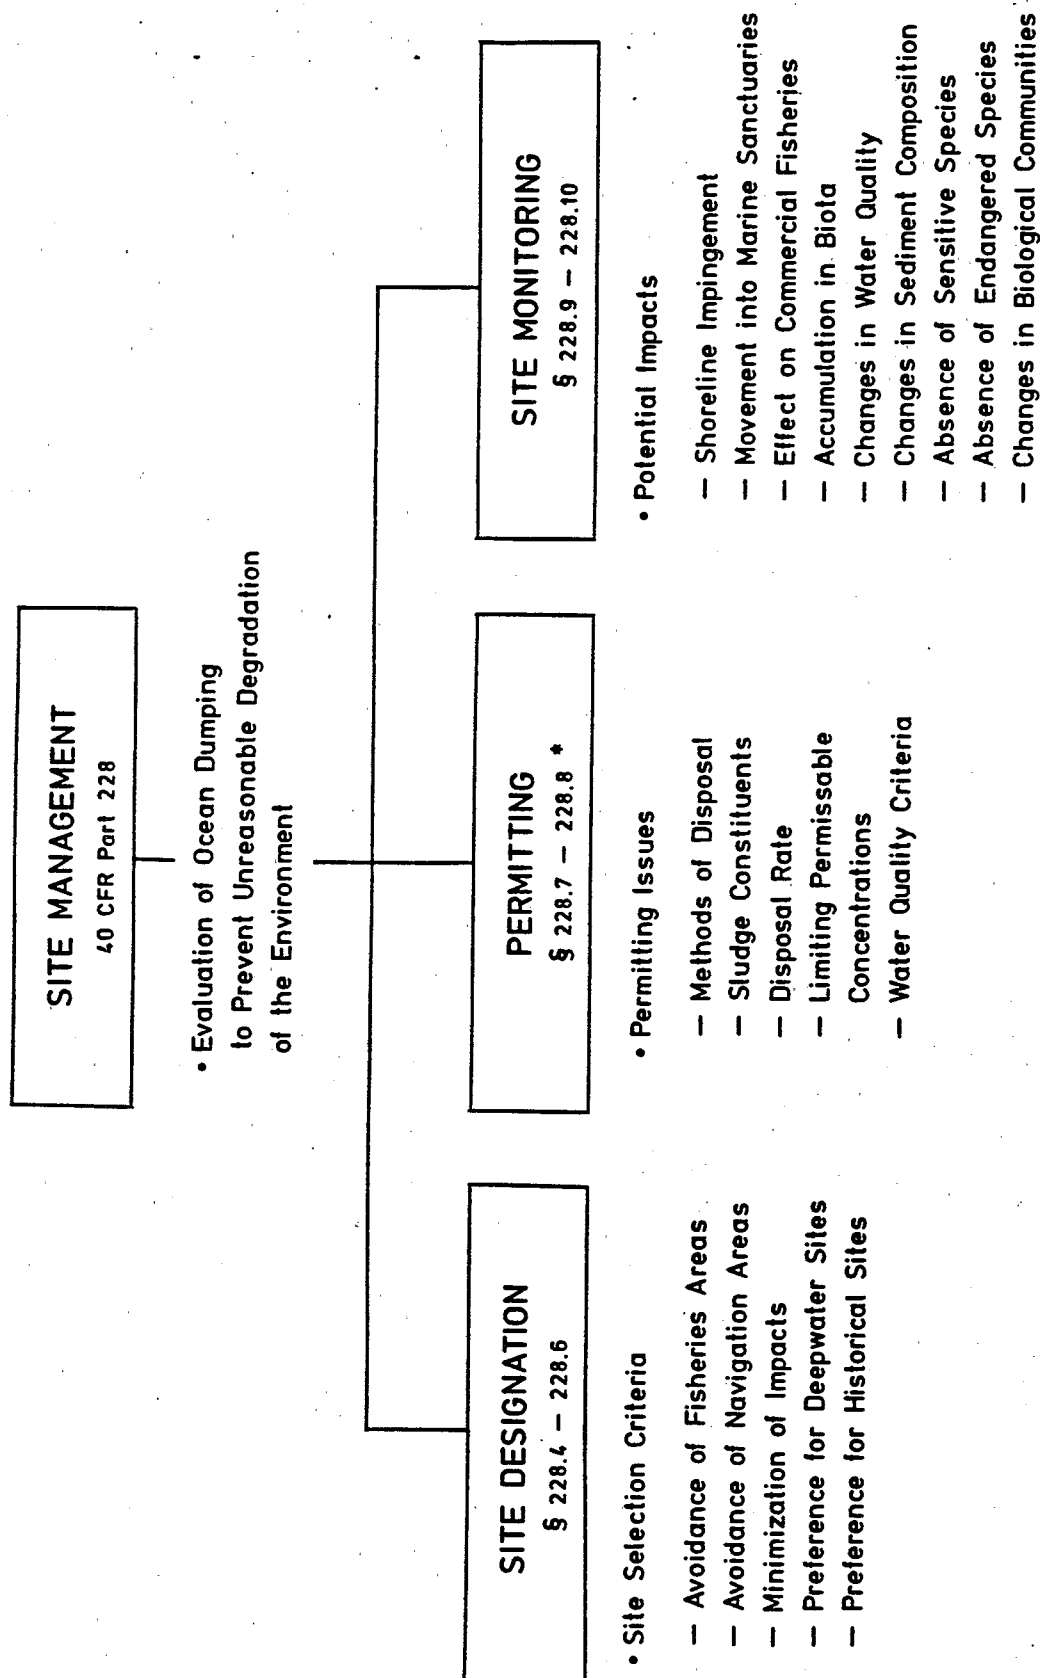 SITE MANAGEMENT
40 CFR Part 228
• Evaluation of Ocean Dumping
to Prevent Unreasonable Degradation
of the Environment
SITE DESIGNATION
§ 228.4 – 228.6
• Site Selection Criteria
– Avoidance of Fisheries Areas
– Avoidance of Navigation Areas
– Minimization of Impacts
– Preference for Deepwater Sites
– Preference for Historical Sites
PERMITTING
§ 228.7 – 228.8 *
• Permitting Issues
– Methods of Disposal
– Sludge Constituents
– Disposal Rate
– Limiting Permissable
Concentrations
– Water Quality Criteria
SITE MONITORING
§ 228.9 – 228.10
• Potential Impacts
– Shoreline Impingement
– Movement into Marine Sanctuaries
– Effect on Commercial Fisheries
– Accumulation in Biota
– Changes in Water Quality
– Changes in Sediment Composition
– Absence of Sensitive Species
– Absence of Endangered Species
– Changes in Biological Communities